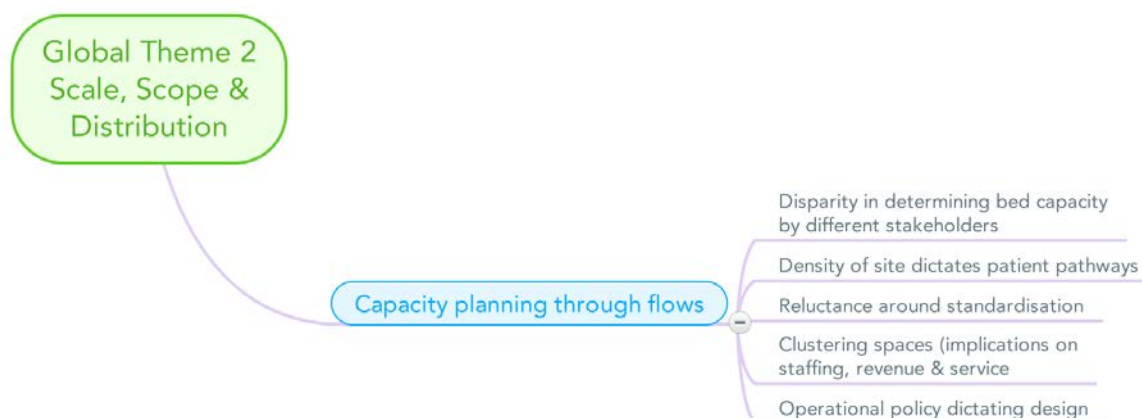 Global Theme 2
Scale, Scope &
Distribution
Capacity planning through flows
Disparity in determining bed capacity
by different stakeholders
Density of site dictates patient pathways
Reluctance around standardisation
Clustering spaces (implications on
staffing, revenue & service
Operational policy dictating design